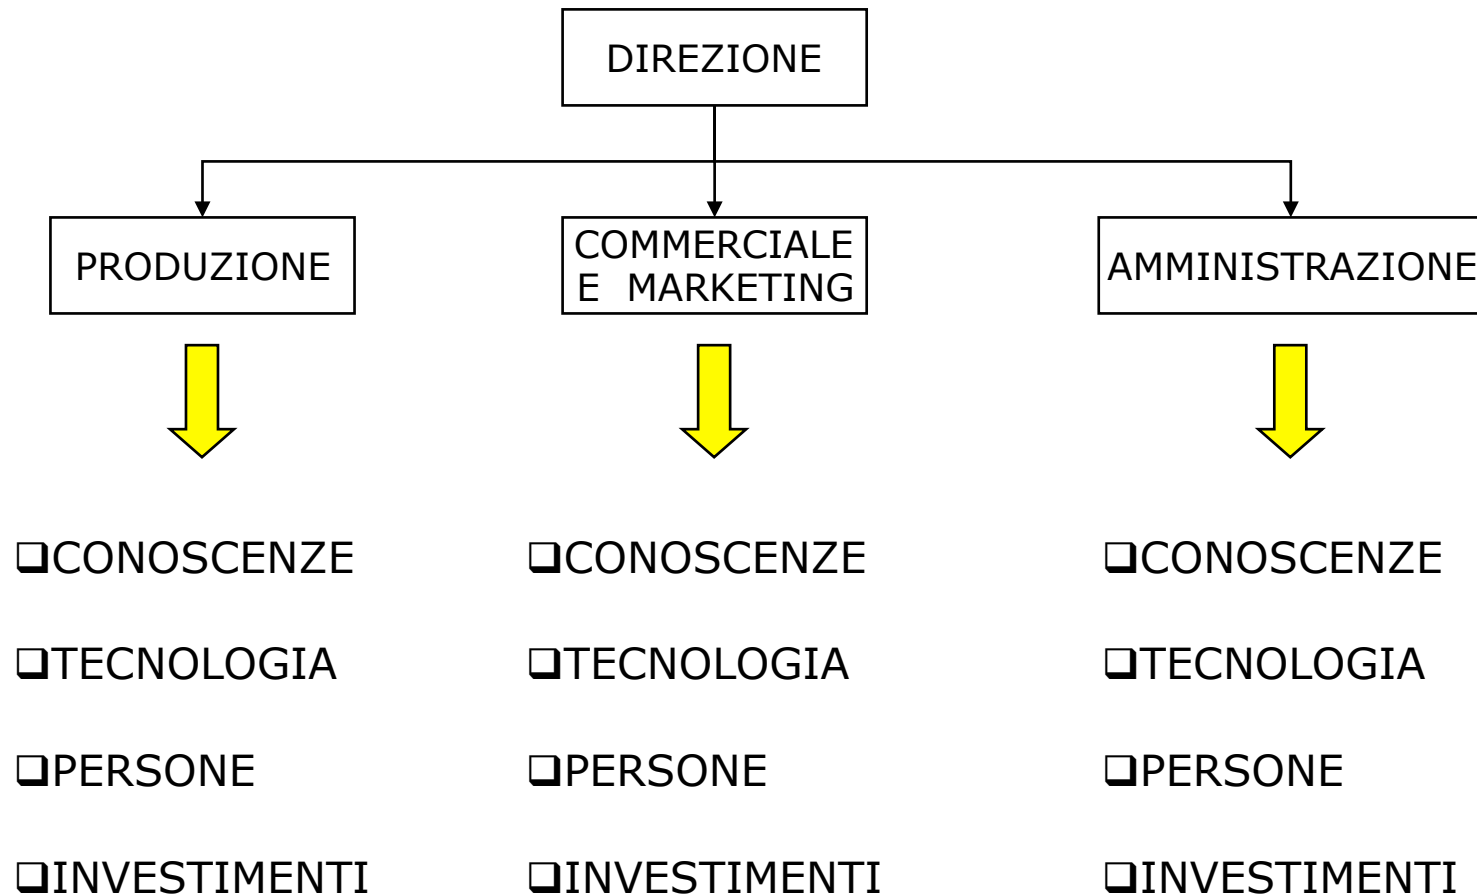 DIREZIONE
PRODUZIONE
COMMERCIALE
E MARKETING
AMMINISTRAZIONE
❑CONOSCENZE
❑TECNOLOGIA
❑PERSONE
❑INVESTIMENTI
❑CONOSCENZE
❑TECNOLOGIA
❑PERSONE
❑INVESTIMENTI
❑CONOSCENZE
❑TECNOLOGIA
❑PERSONE
❑INVESTIMENTI